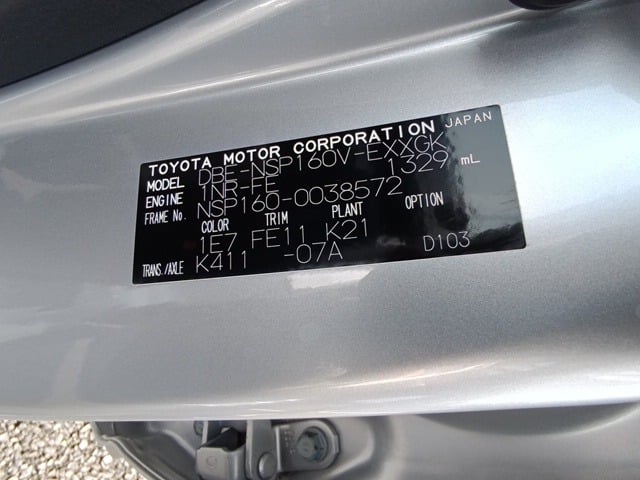 TOYOTA MOTOR CORPORATION JAPAN
MODEL DBE-NSP160V-EXXGK
ENGINE 1NR-FE 1329 mL
FRAME No. NSP160-0038572
COLOR TRIM PLANT OPTION
1E7 FE11 K21
TRANS./AXLE K411 -07A D103